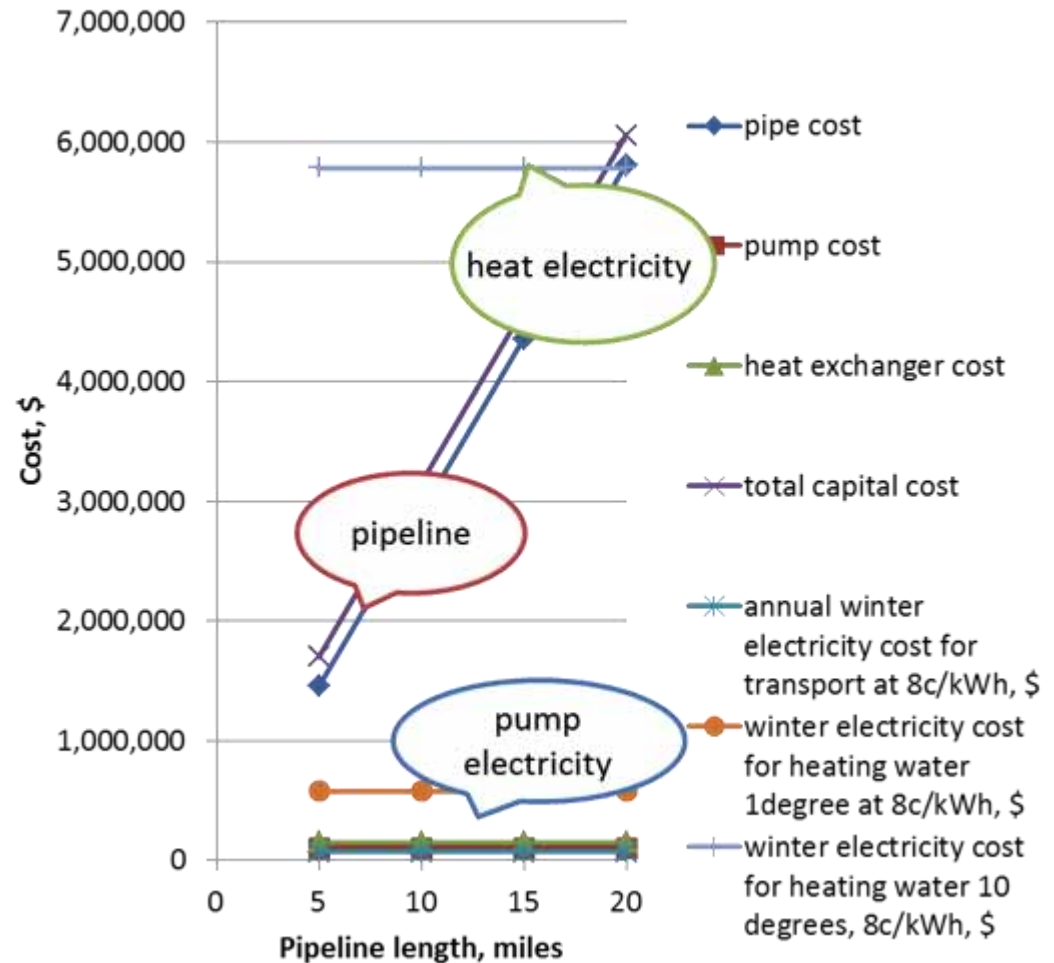 7,000,000
6,000,000
5,000,000
4,000,000
3,000,000
2,000,000
1,000,000
0
Cost, $
0 5 10 15 20
Pipeline length, miles
heat electricity
pipeline
pump
electricity
pipe cost
pump cost
heat exchanger cost
total capital cost
annual winter
electricity cost for
transport at 8c/kWh, $
winter electricity cost
for heating water
1degree at 8c/kWh, $
winter electricity cost
for heating water 10
degrees, 8c/kWh, $